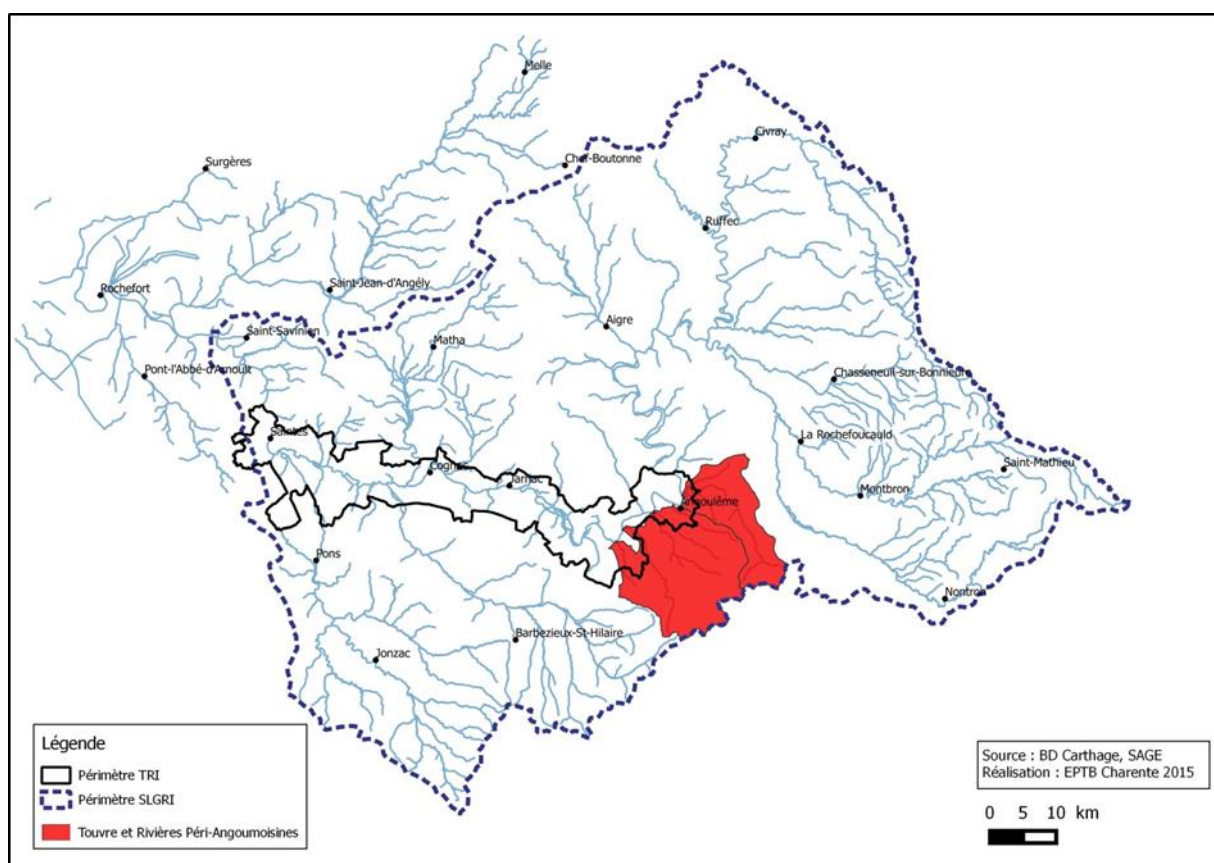 Melle
Civray
Chef-Boutonne
Surgères
Ruffec
Saint-Jean-d'Angély
Rochefort
Aigre
Saint-Savinien
Matha
Pont-l'Abbé-d'Arnoult
Chasseneuil-sur-Bonnieure
Saintes
La Rochefoucauld
Cognac
Saint-Mathieu
Jarnac
Montbron
Angoulême
Pons
Nontron
Barbezieux-St-Hilaire
Jonzac
Légende
Périmètre TRI
Périmètre SLGRI
Touvre et Rivières Péri-Angoumoisines
Source : BD Carthage, SAGE
Réalisation : EPTB Charente 2015
0 5 10 km